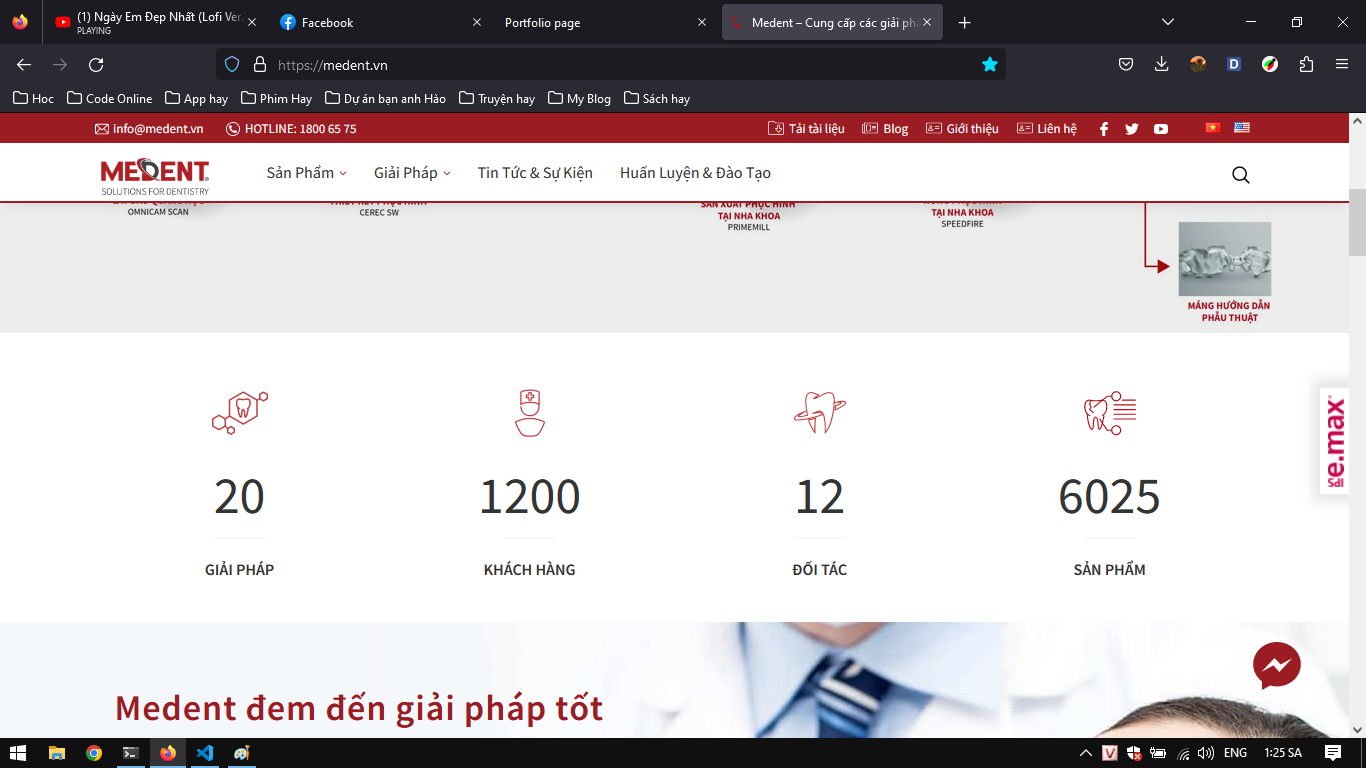 (1) Ngày Em Đẹp Nhất (Lofi Ver.
PLAYING
Facebook
Portfolio page
Medent – Cung cấp các giải phá
https://medent.vn
Hoc
Code Online
App hay
Phim Hay
Dự án bạn anh Hào
Truyện hay
My Blog
Sách hay
info@medent.vn
HOTLINE: 1800 65 75
Tải tài liệu
Blog
Giới thiệu
Liên hệ
MEDENT
SOLUTIONS FOR DENTISTRY
Sản Phẩm
Giải Pháp
Tin Tức & Sự Kiện
Huấn Luyện & Đào Tạo
OMNICAM SCAN
CEREC SW
SẢN XUẤT PHỤC HÌNH
TẠI NHA KHOA
PRIMEMILL
TẠI NHA KHOA
SPEEDFIRE
MÁNG HƯỚNG DẪN
PHẪU THUẬT
20
GIẢI PHÁP
1200
KHÁCH HÀNG
12
ĐỐI TÁC
6025
SẢN PHẨM
e.max
Medent đem đến giải pháp tốt
ENG
1:25 SA